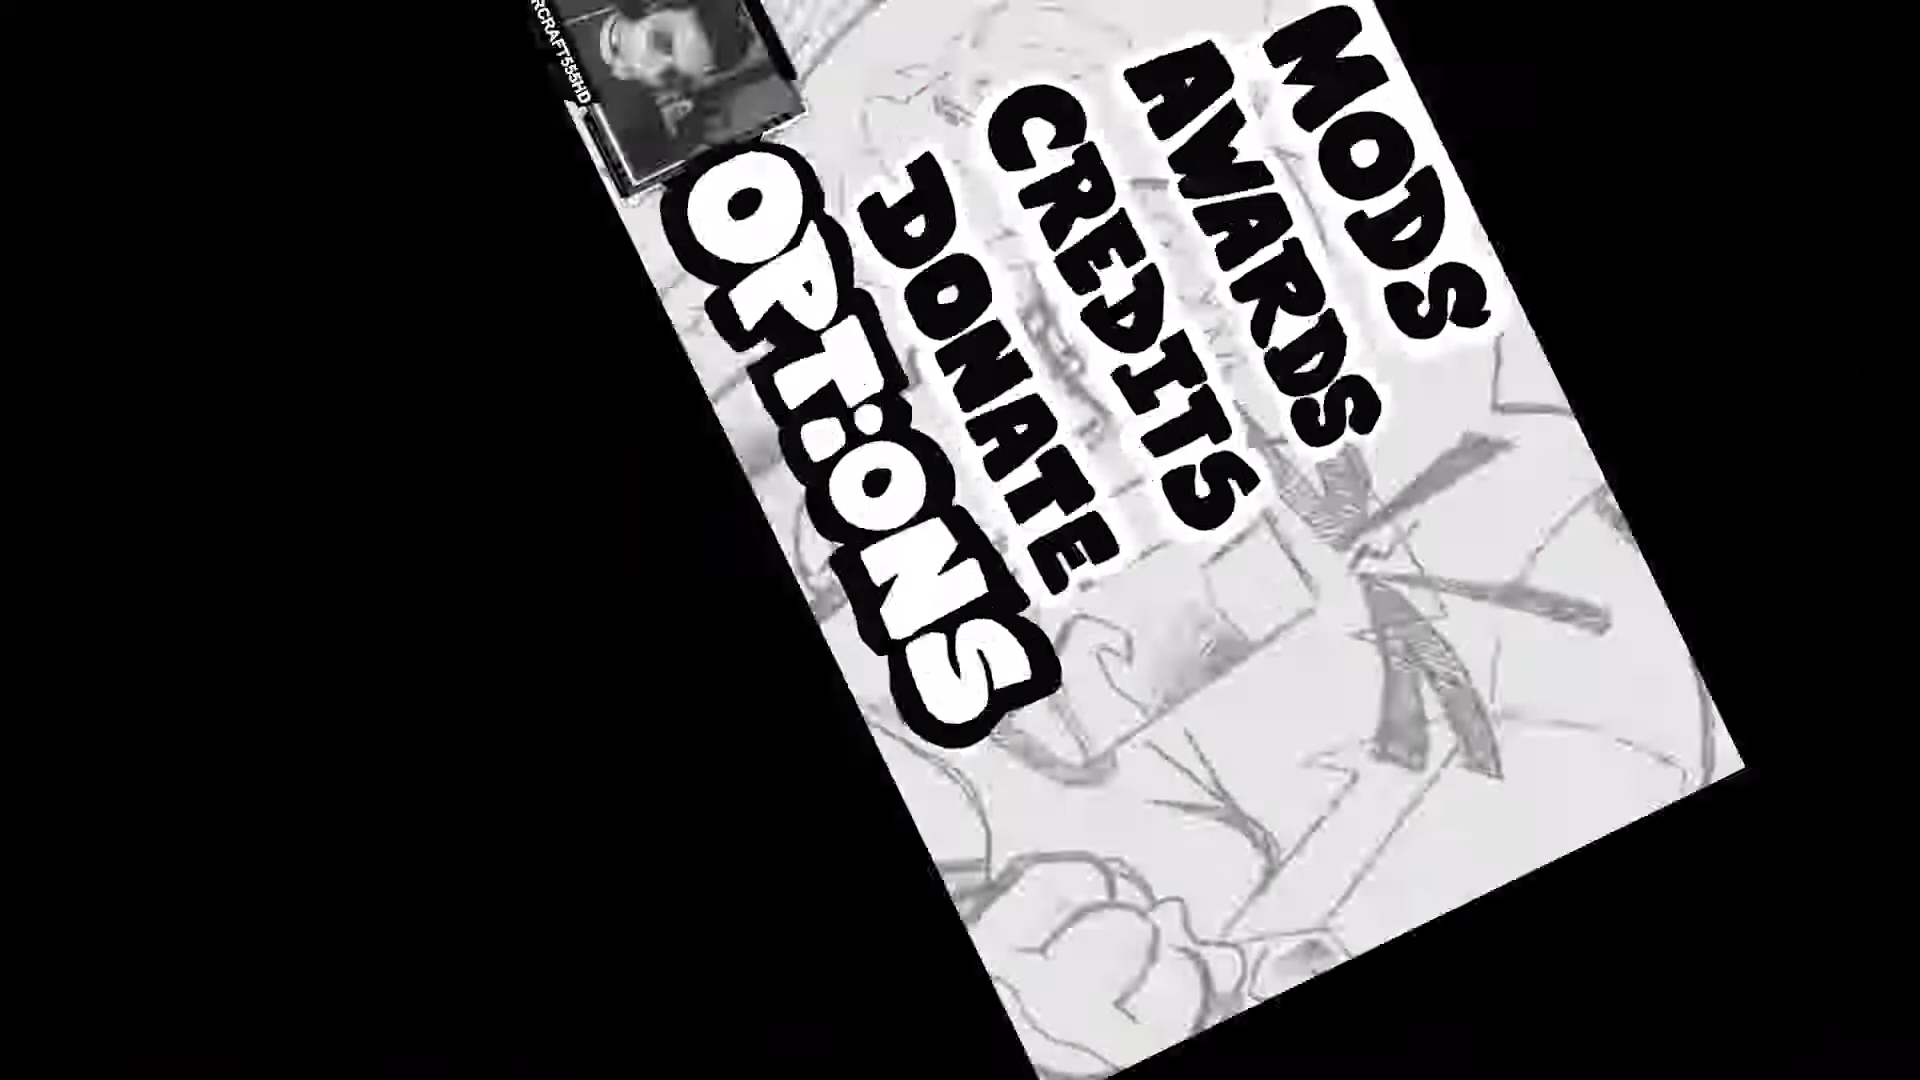 MODS
AWARDS
CREDITS
DONATE
OPTIONS
RCRAFT555HD